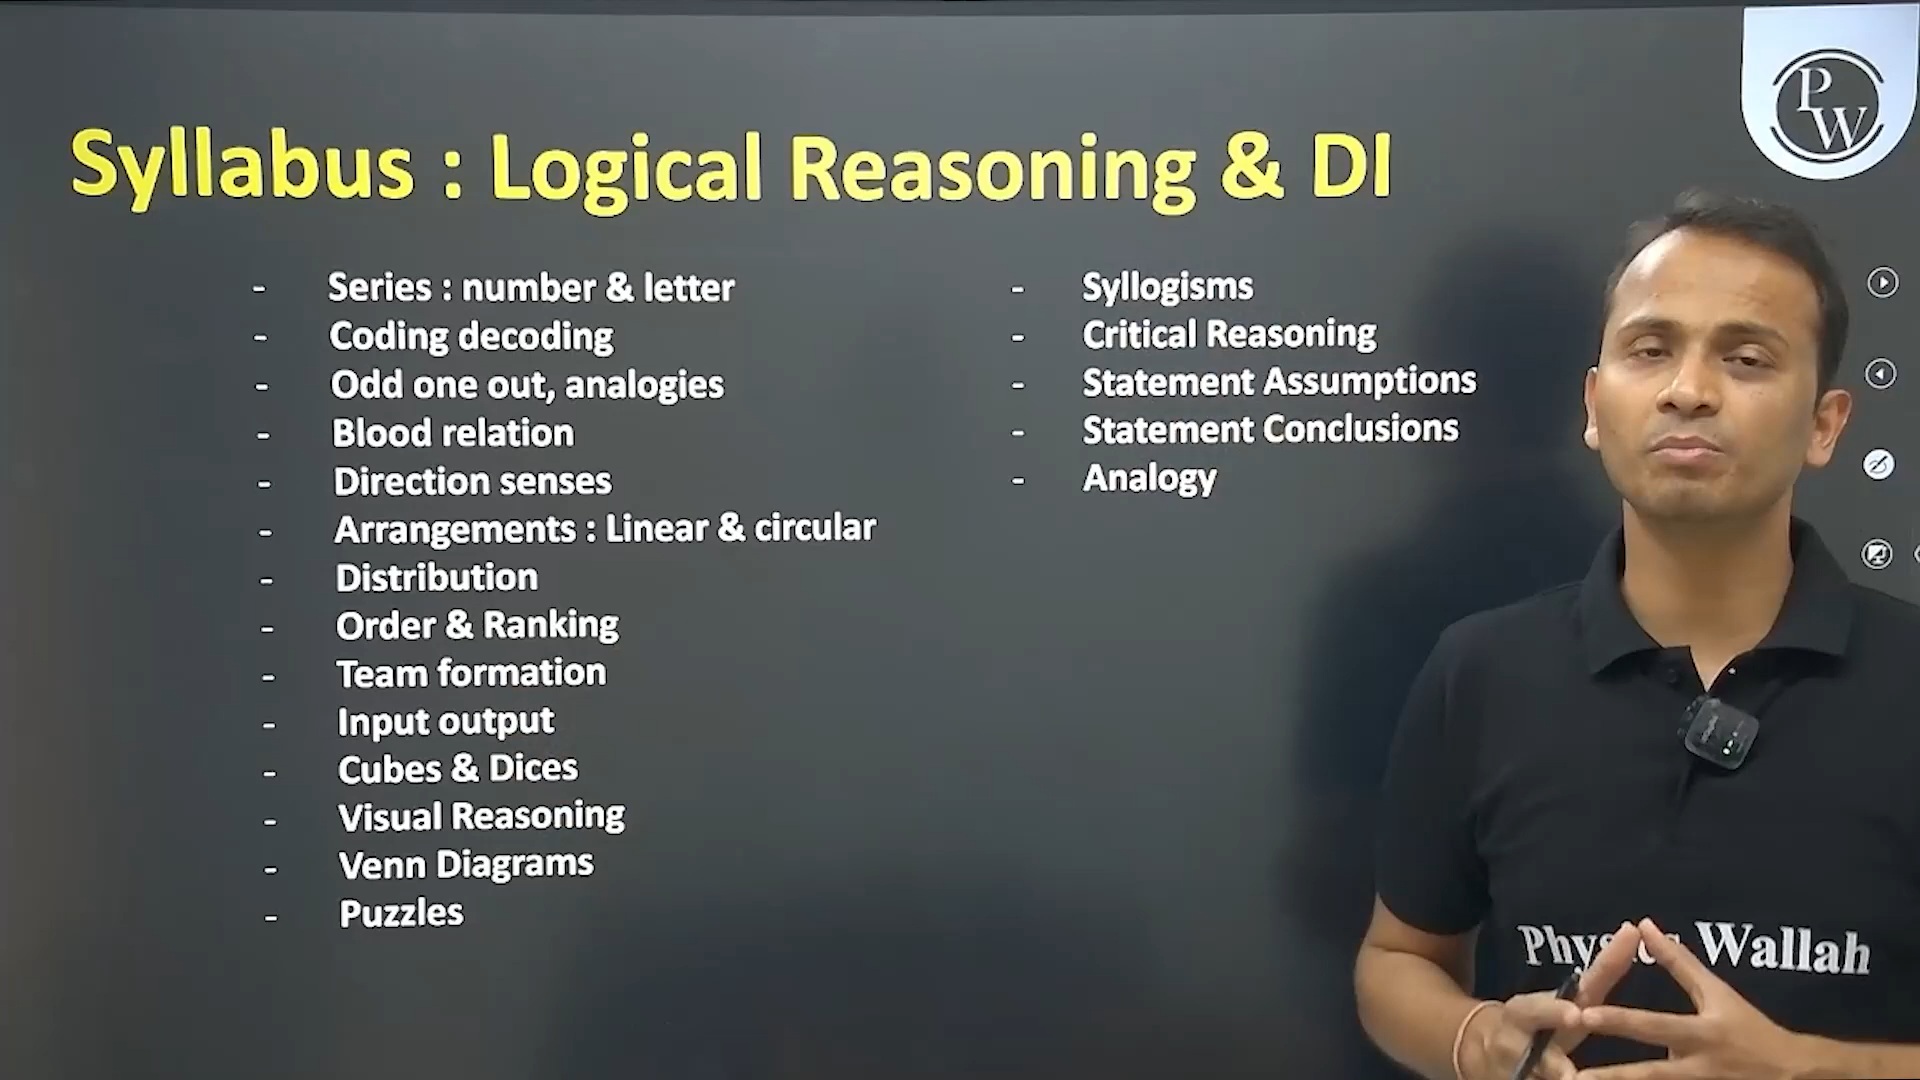 Syllabus : Logical Reasoning & DI
- Series : number & letter
- Coding decoding
- Odd one out, analogies
- Blood relation
- Direction senses
- Arrangements : Linear & circular
- Distribution
- Order & Ranking
- Team formation
- Input output
- Cubes & Dices
- Visual Reasoning
- Venn Diagrams
- Puzzles
- Syllogisms
- Critical Reasoning
- Statement Assumptions
- Statement Conclusions
- Analogy
PW
Physics Wallah